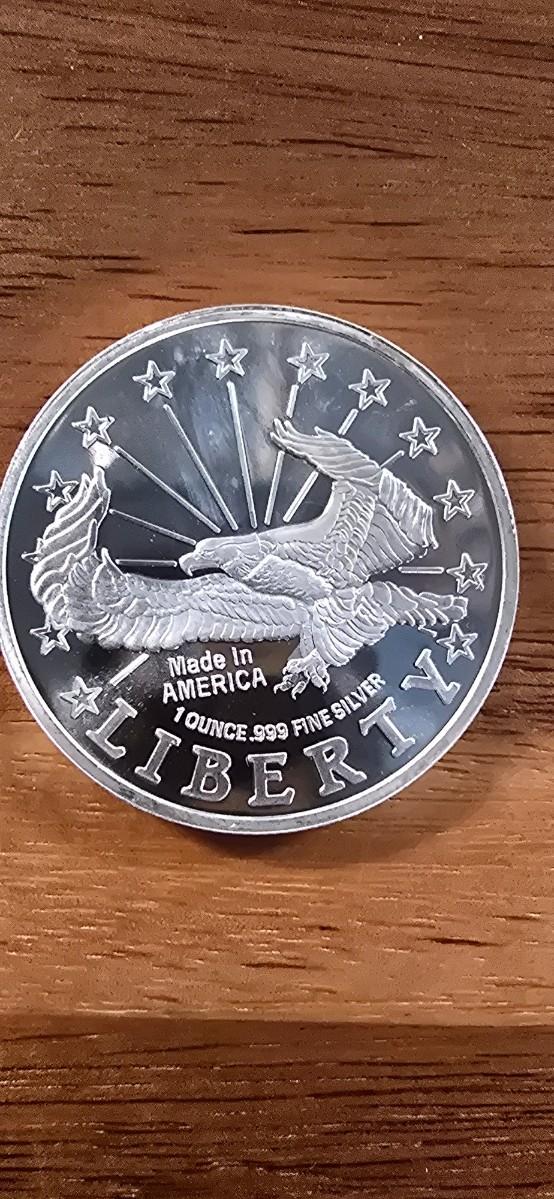 Made In
AMERICA
1 OUNCE .999 FINE SILVER
LIBERTY